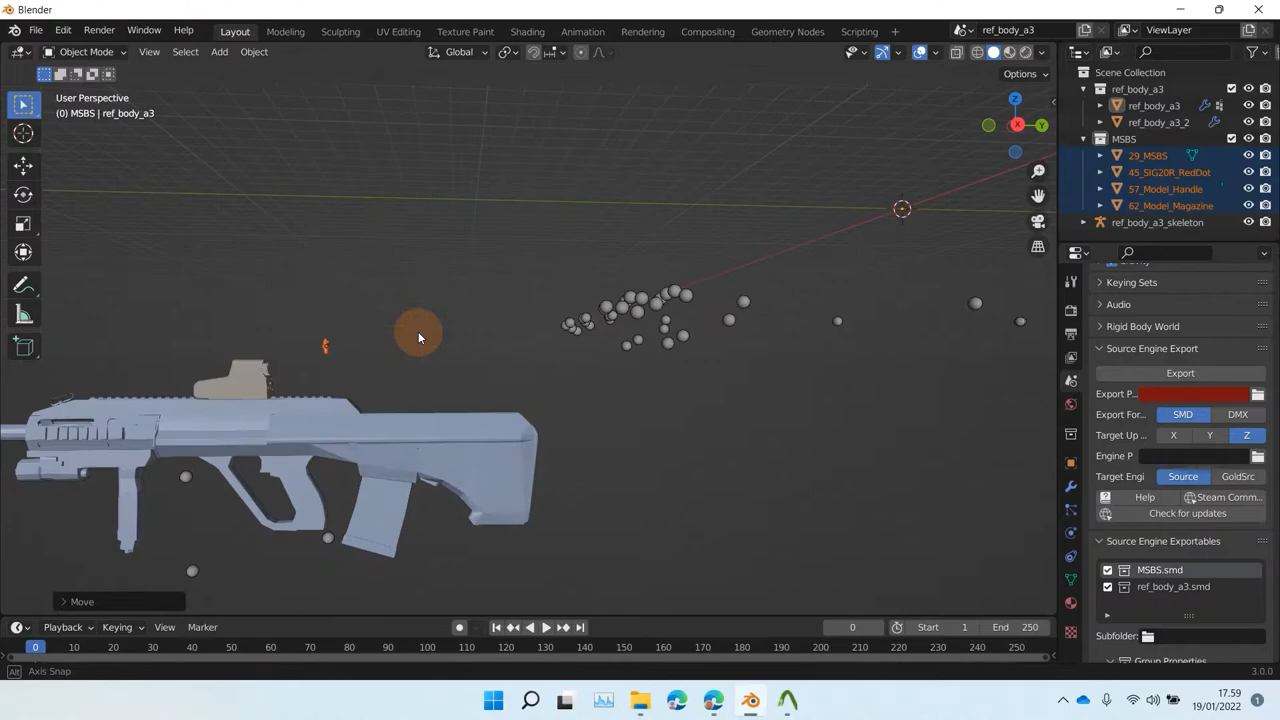 Blender
File Edit Render Window Help Layout Modeling Sculpting UV Editing Texture Paint Shading Animation Rendering Compositing Geometry Nodes Scripting + ref_body_a3 ViewLayer
Object Mode View Select Add Object Global
Options
User Perspective
(0) MSBS | ref_body_a3
Z
X
Y
Move
Scene Collection
ref_body_a3
ref_body_a3
ref_body_a3_2
MSBS
29_MSBS
45_SIG20R_RedDot
57_Model_Handle
62_Model_Magazine
ref_body_a3_skeleton
Gravity
Keying Sets
Audio
Rigid Body World
Source Engine Export
Export
Export P...
Export For... SMD DMX
Target Up ... X Y Z
Engine P
Target Engi Source GoldSrc
Help Steam Comm...
Check for updates
Source Engine Exportables
MSBS.smd
ref_body_a3.smd
Subfolder:
Group Properties
Playback Keying View Marker 0 Start 1 End 250
0 10 20 30 40 50 60 70 80 90 100 110 120 130 140 150 160 170 180 190 200 210 220 230 240 250
Alt Axis Snap 3.0.0
17.59
19/01/2022
1